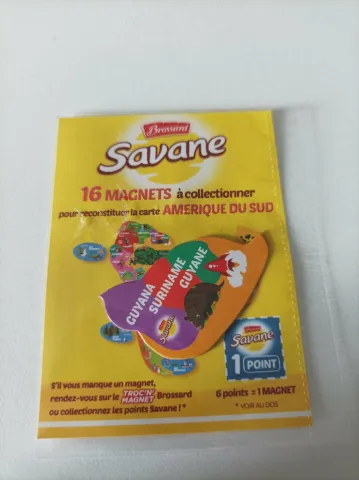 Brossard
Savane
16 MAGNETS à collectionner
pour reconstituer la carte AMERIQUE DU SUD
GUYANA
SURINAME
GUYANE
Savane
Brossard
Savane
1 POINT
S'il vous manque un magnet,
rendez-vous sur le TROC'N' MAGNET Brossard
ou collectionnez les points Savane ! *
6 points = 1 MAGNET
* VOIR AU DOS